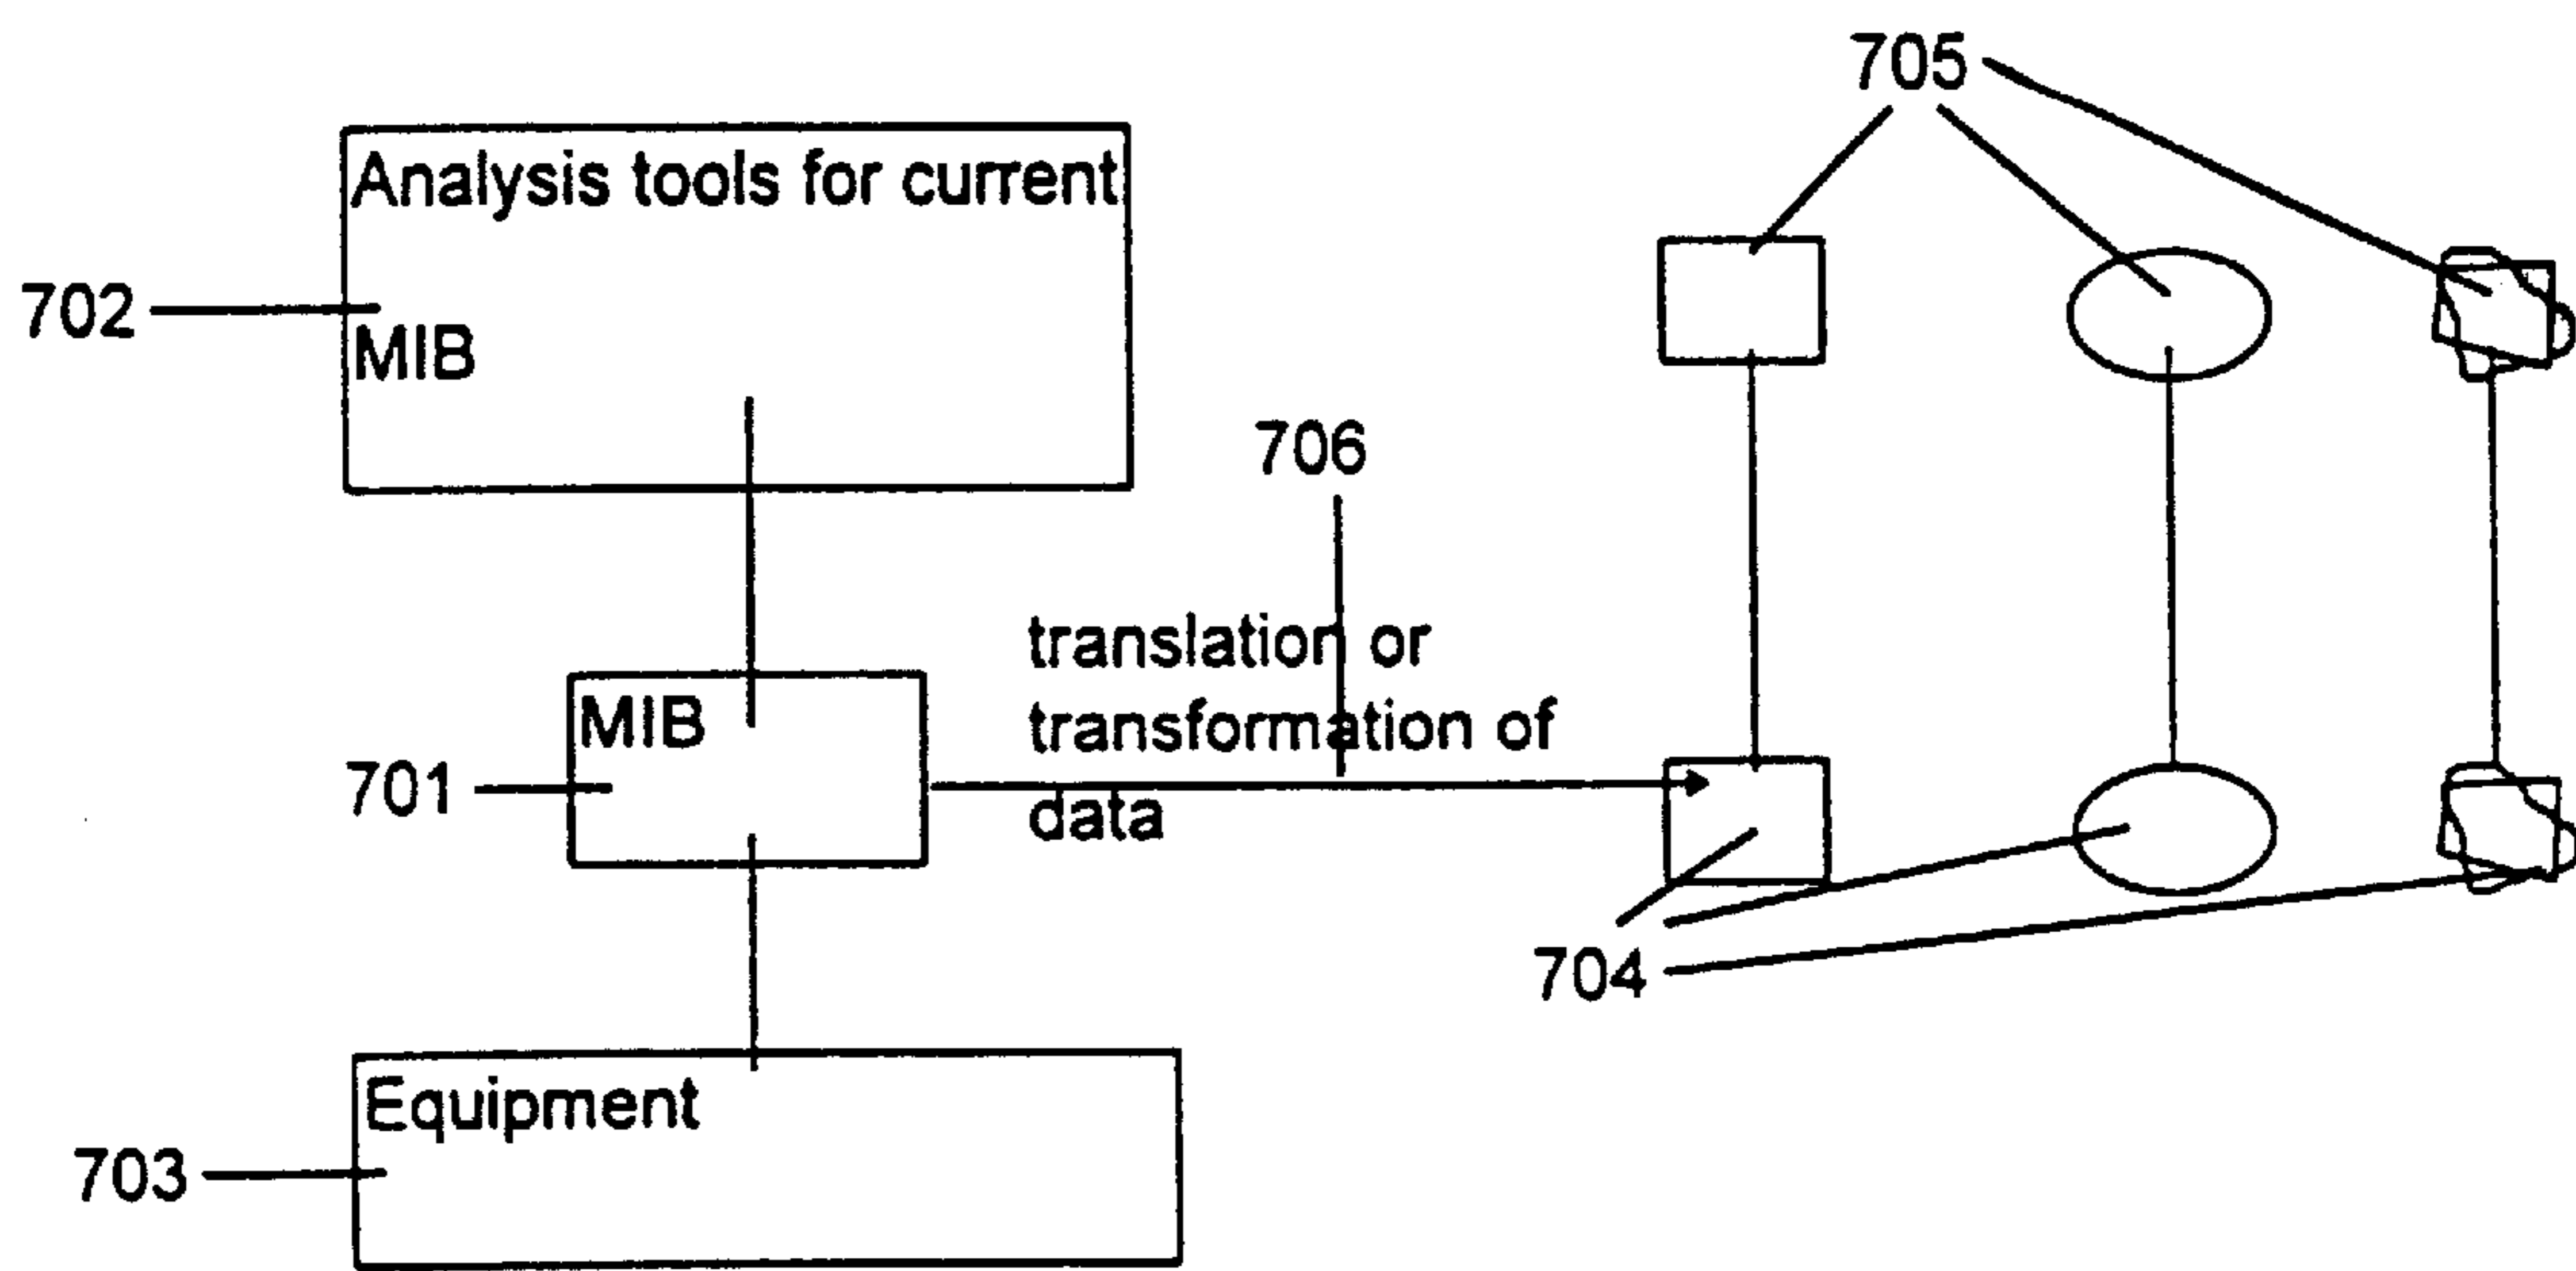 705
Analysis tools for current
702
MIB
706
translation or
MIB
transformation of
701
data
704
Equipment
703